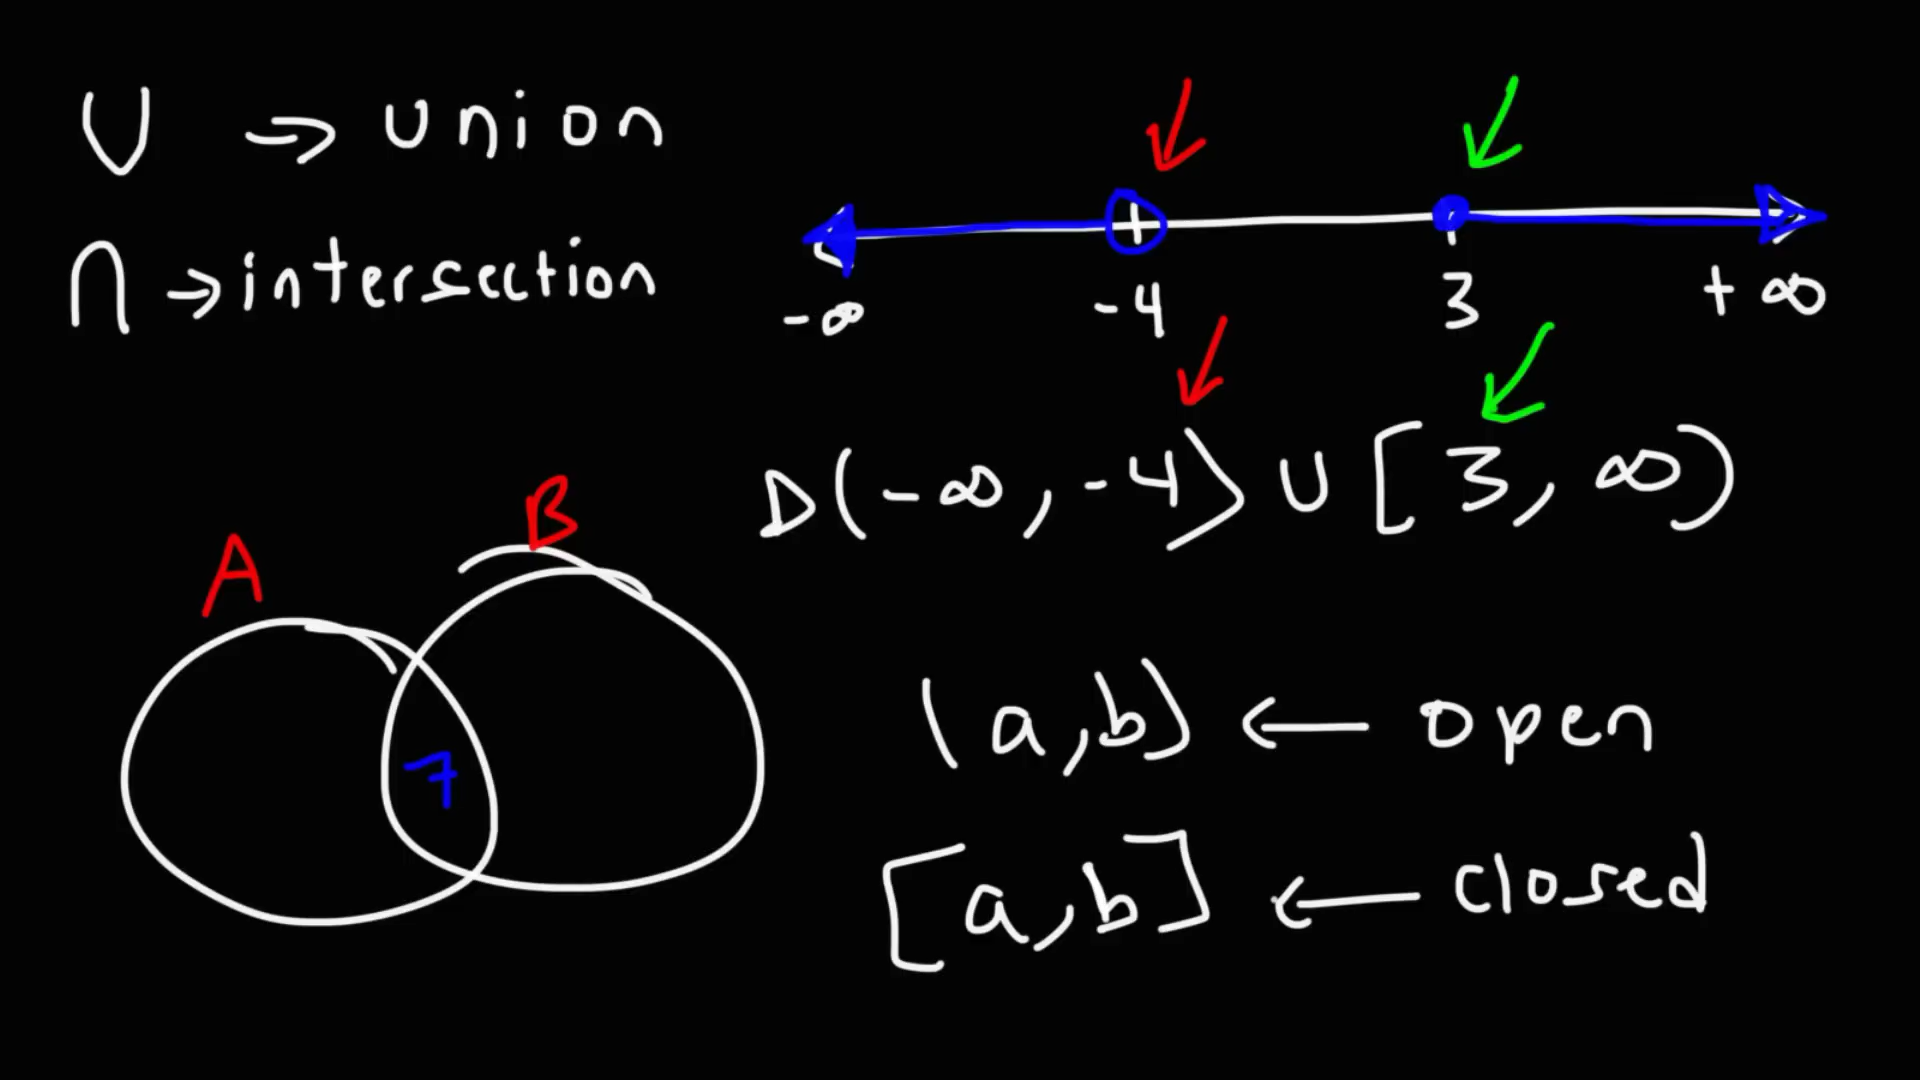 ∪ ⇒ union
∩ → intersection
-∞ -4 3 +∞
D(-∞, -4) ∪ [3, ∞)
A B
7
(a,b) ← open
[a,b] ← closed